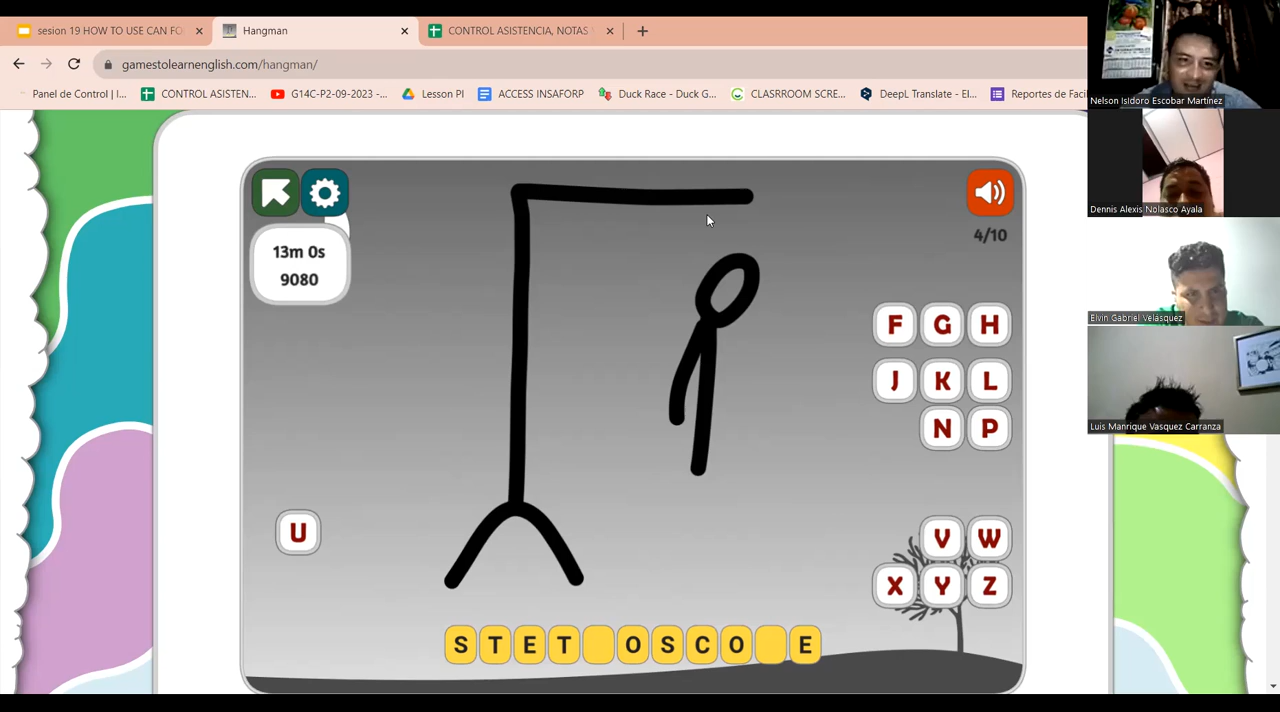 sesion 19 HOW TO USE CAN FO
Hangman
CONTROL ASISTENCIA, NOTAS
gamestolearnenglish.com/hangman/
Panel de Control | I...
CONTROL ASISTEN...
G14C-P2-09-2023 -...
Lesson PI
ACCESS INSAFORP
Duck Race - Duck G...
CLASRROOM SCRE...
DeepL Translate - El...
Reportes de Facil
13m 0s
9080
4/10
F G H
J K L
N P
U
V W
X Y Z
S T E T O S C O E
Nelson Isidoro Escobar Martínez
Dennis Alexis Nolasco Ayala
Elvin Gabriel Velasquez
Luis Manrique Vasquez Carranza